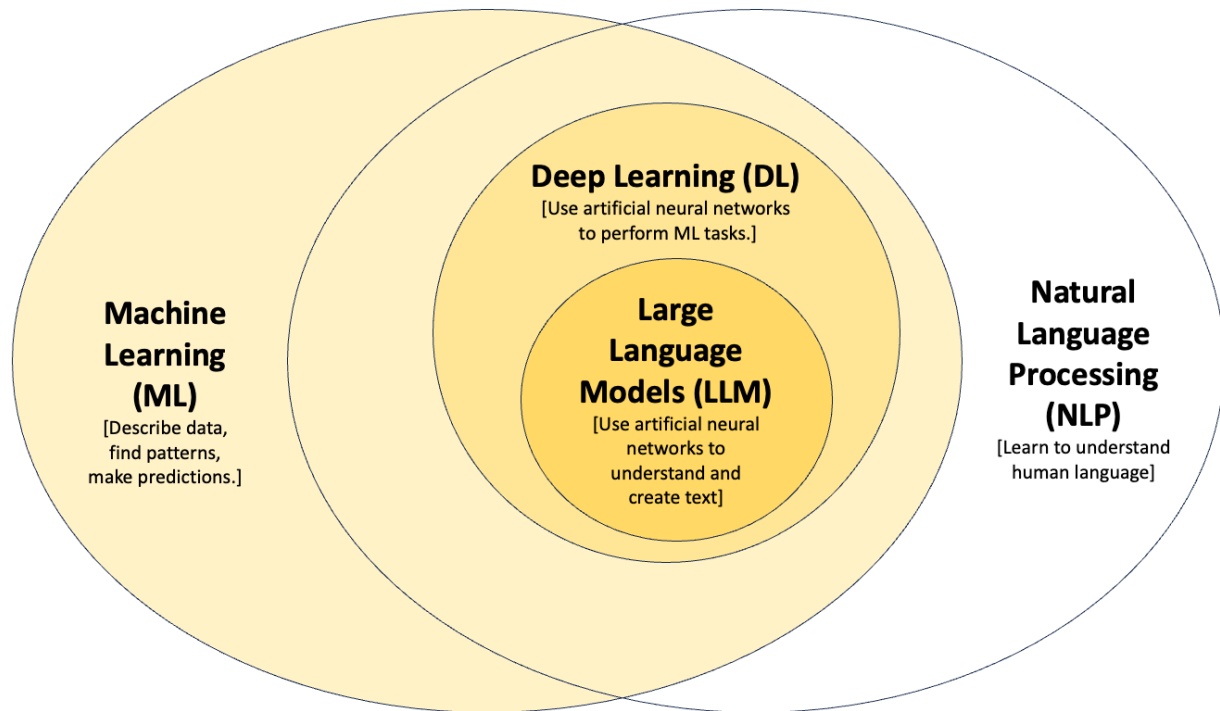 Deep Learning (DL)
[Use artificial neural networks
to perform ML tasks.]
Machine
Learning
(ML)
[Describe data,
find patterns,
make predictions.]
Large
Language
Models (LLM)
[Use artificial neural
networks to
understand and
create text]
Natural
Language
Processing
(NLP)
[Learn to understand
human language]